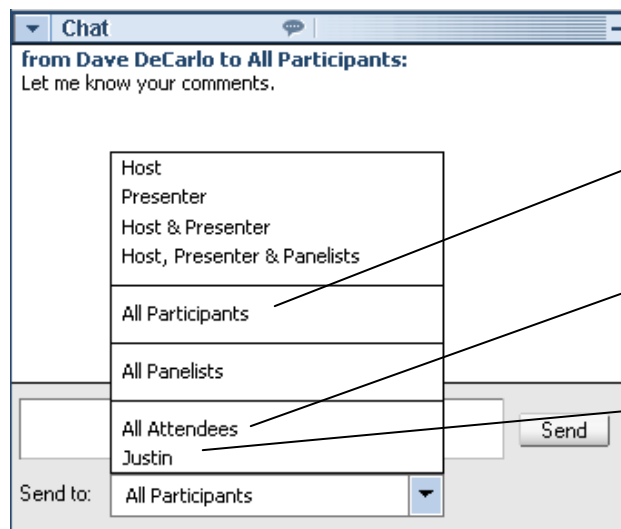 Chat
from Dave DeCarlo to All Participants:
Let me know your comments.
Host
Presenter
Host & Presenter
Host, Presenter & Panelists
All Participants
All Panelists
All Attendees
Justin
Send
Send to:
All Participants